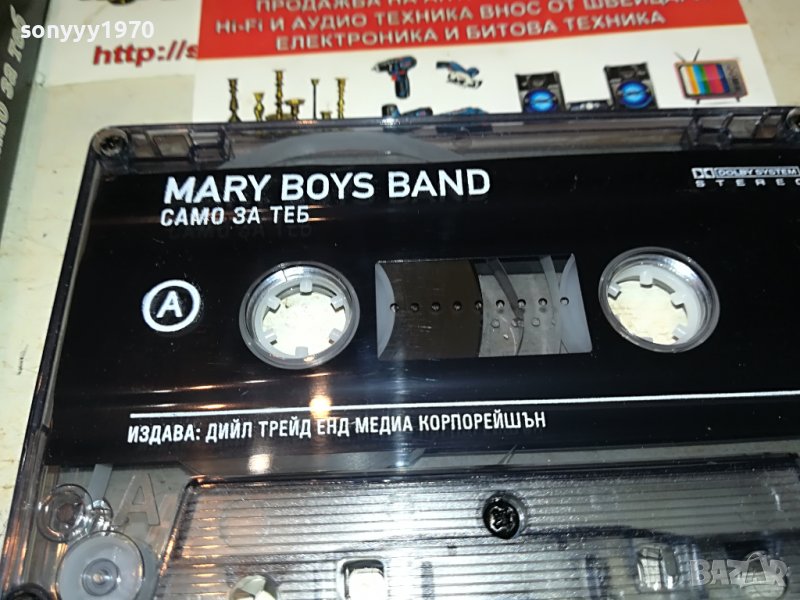 sonyyy1970
ПРОДАЖБА НА
Hi-Fi И АУДИО ТЕХНИКА ВНОС ОТ ШВЕЙЦАР
ЕЛЕКТРОНИКА И БИТОВА ТЕХНИКА
http://s
MARY BOYS BAND
САМО ЗА ТЕБ
DOLBY SYSTEM
STEREO
A
ИЗДАВА: ДИЙЛ ТРЕЙД ЕНД МЕДИА КОРПОРЕЙШЪН
A
BAZAR